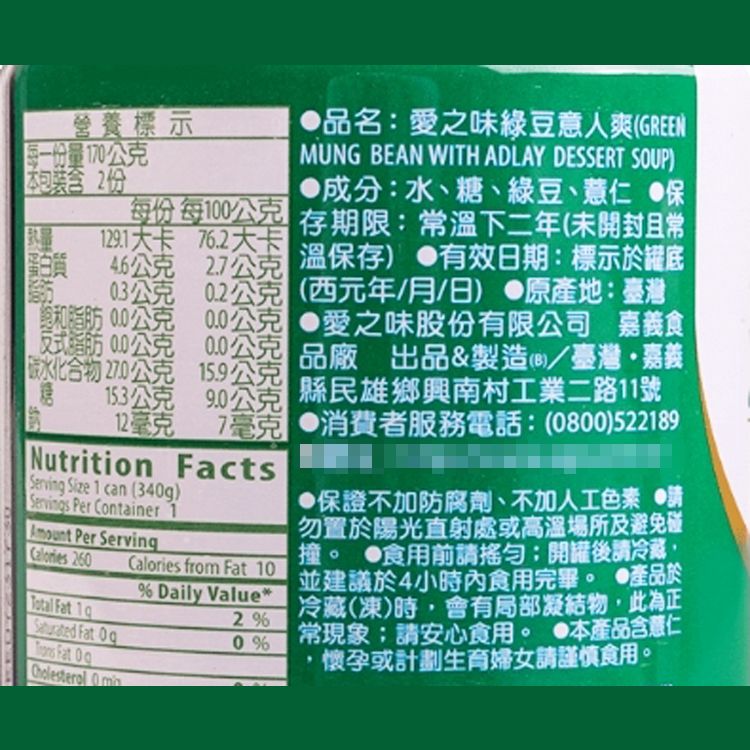 營養標示
每一份量170公克
本包裝含 2份
每份 每100公克
熱量 129.1大卡 76.2大卡
蛋白質 4.6公克 2.7公克
脂肪 0.3公克 0.2公克
飽和脂肪 0.0公克 0.0公克
反式脂肪 0.0公克 0.0公克
碳水化合物 27.0公克 15.9公克
糖 15.3公克 9.0公克
鈉 12毫克 7毫克
Nutrition Facts
Serving Size 1 can (340g)
Servings Per Container 1
Amount Per Serving
Calories 260 Calories from Fat 10
% Daily Value*
Total Fat 1g 2 %
Saturated Fat 0g 0 %
Trans Fat 0g
Cholesterol 0mg
●品名：愛之味綠豆意人爽(GREEN
MUNG BEAN WITH ADLAY DESSERT SOUP)
●成分：水、糖、綠豆、薏仁 ●保
存期限：常溫下二年(未開封且常
溫保存) ●有效日期：標示於罐底
(西元年/月/日) ●原產地：臺灣
●愛之味股份有限公司 嘉義食
品廠 出品&製造(B)／臺灣・嘉義
縣民雄鄉興南村工業二路11號
●消費者服務電話：(0800)522189
●保證不加防腐劑、不加人工色素 ●請
勿置於陽光直射處或高溫場所及避免碰
撞。 ●食用前請搖勻；開罐後請冷藏，
並建議於4小時內食用完畢。 ●產品於
冷藏(凍)時，會有局部凝結物，此為正
常現象；請安心食用。 ●本產品含薏仁
，懷孕或計劃生育婦女請謹慎食用。